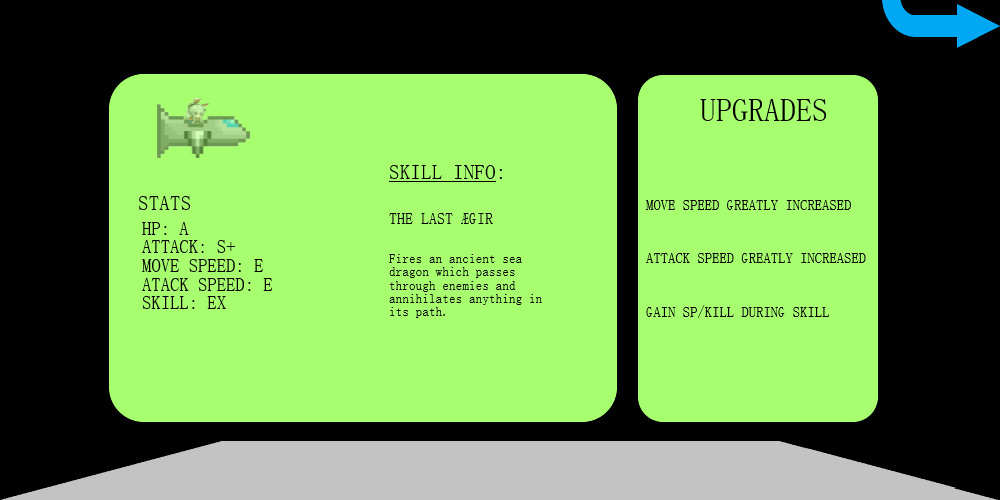 STATS
HP: A
ATTACK: S+
MOVE SPEED: E
ATACK SPEED: E
SKILL: EX
SKILL INFO:
THE LAST ÆGIR
Fires an ancient sea
dragon which passes
through enemies and
annihilates anything in
its path.
UPGRADES
MOVE SPEED GREATLY INCREASED
ATTACK SPEED GREATLY INCREASED
GAIN SP/KILL DURING SKILL